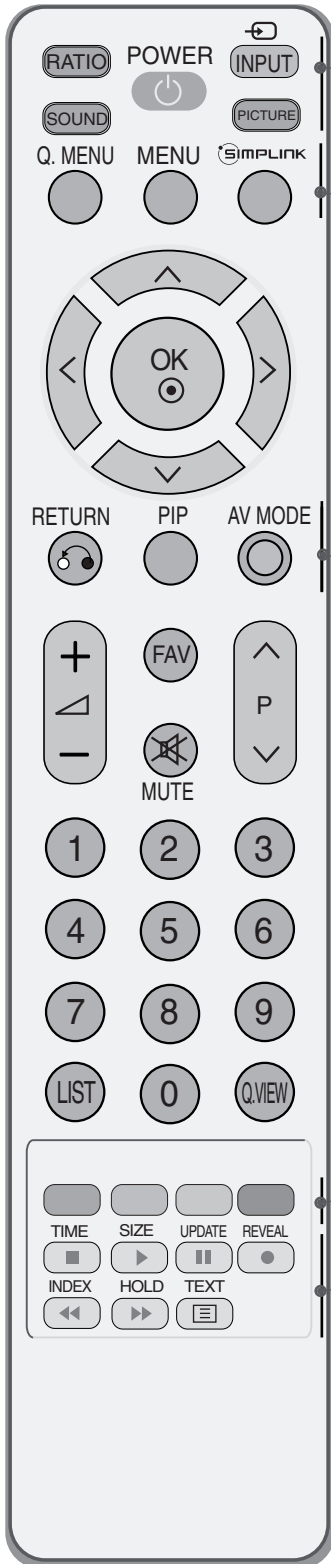 RATIO POWER INPUT
SOUND PICTURE
Q. MENU MENU SIMPLINK
OK
RETURN PIP AV MODE
+ FAV
P
-
MUTE
1 2 3
4 5 6
7 8 9
LIST 0 Q.VIEW
TIME SIZE UPDATE REVEAL
INDEX HOLD TEXT